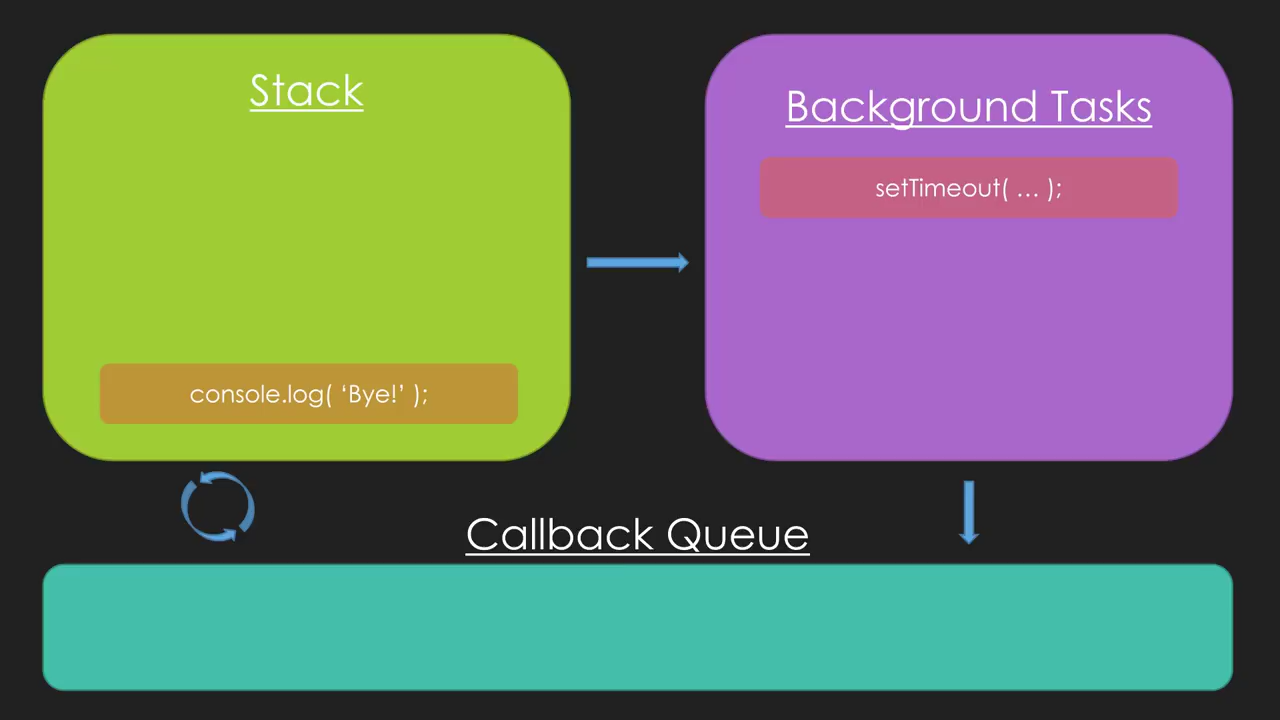 Stack
Background Tasks
setTimeout( … );
console.log( ‘Bye!’ );
Callback Queue